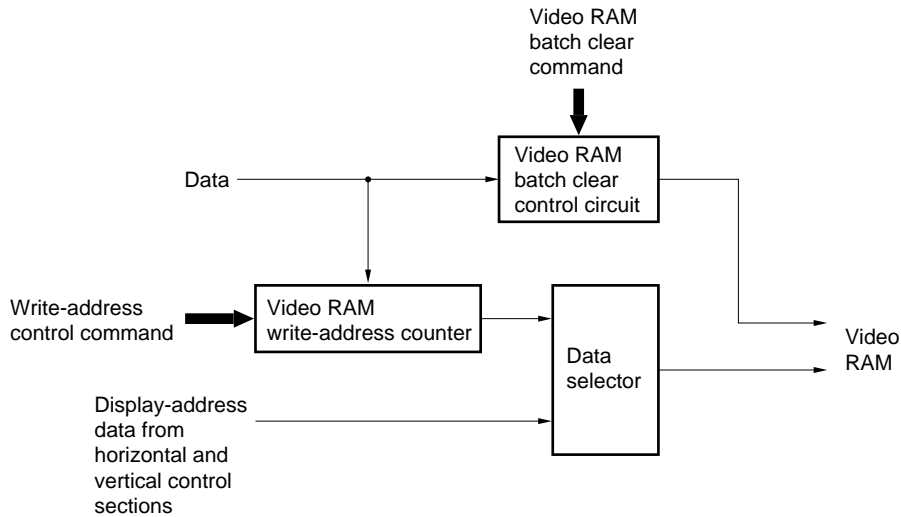 Video RAM
batch clear
command
Video RAM
batch clear
control circuit
Data
Write-address
control command
Video RAM
write-address counter
Data
selector
Video
RAM
Display-address
data from
horizontal and
vertical control
sections